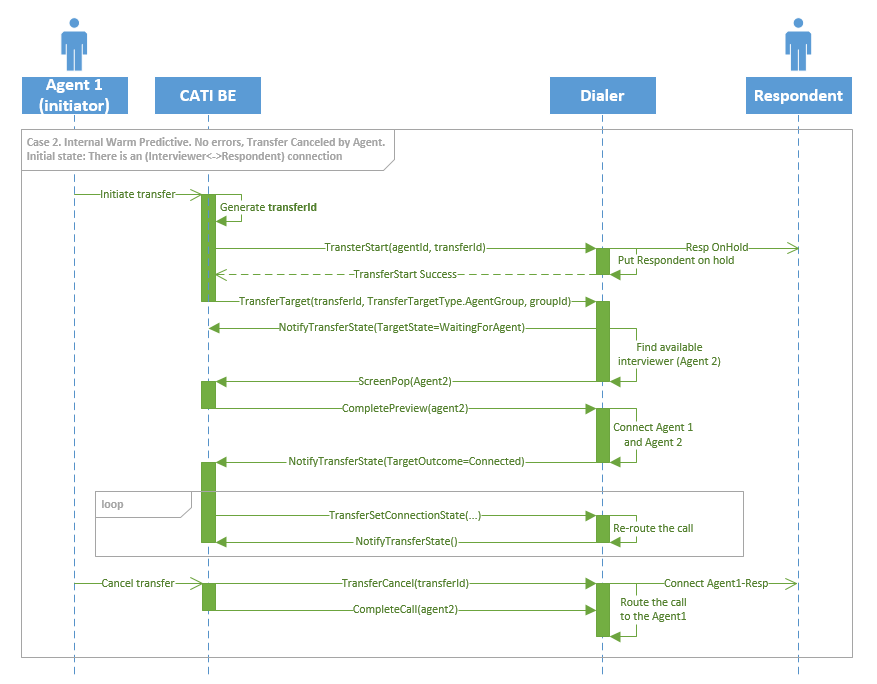 Agent 1
(initiator)
CATI BE
Dialer
Respondent
Case 2. Internal Warm Predictive. No errors, Transfer Canceled by Agent.
Initial state: There is an (Interviewer<->Respondent) connection
Initiate transfer
Generate transferId
TransterStart(agentId, transferId)
Resp OnHold
Put Respondent on hold
TransferStart Success
TransferTarget(transferId, TransferTargetType.AgentGroup, groupId)
NotifyTransferState(TargetState=WaitingForAgent)
Find available
interviewer (Agent 2)
ScreenPop(Agent2)
CompletePreview(agent2)
Connect Agent 1
and Agent 2
NotifyTransferState(TargetOutcome=Connected)
loop
TransferSetConnectionState(...)
Re-route the call
NotifyTransferState()
Cancel transfer
TransferCancel(transferId)
Connect Agent1-Resp
CompleteCall(agent2)
Route the call
to the Agent1